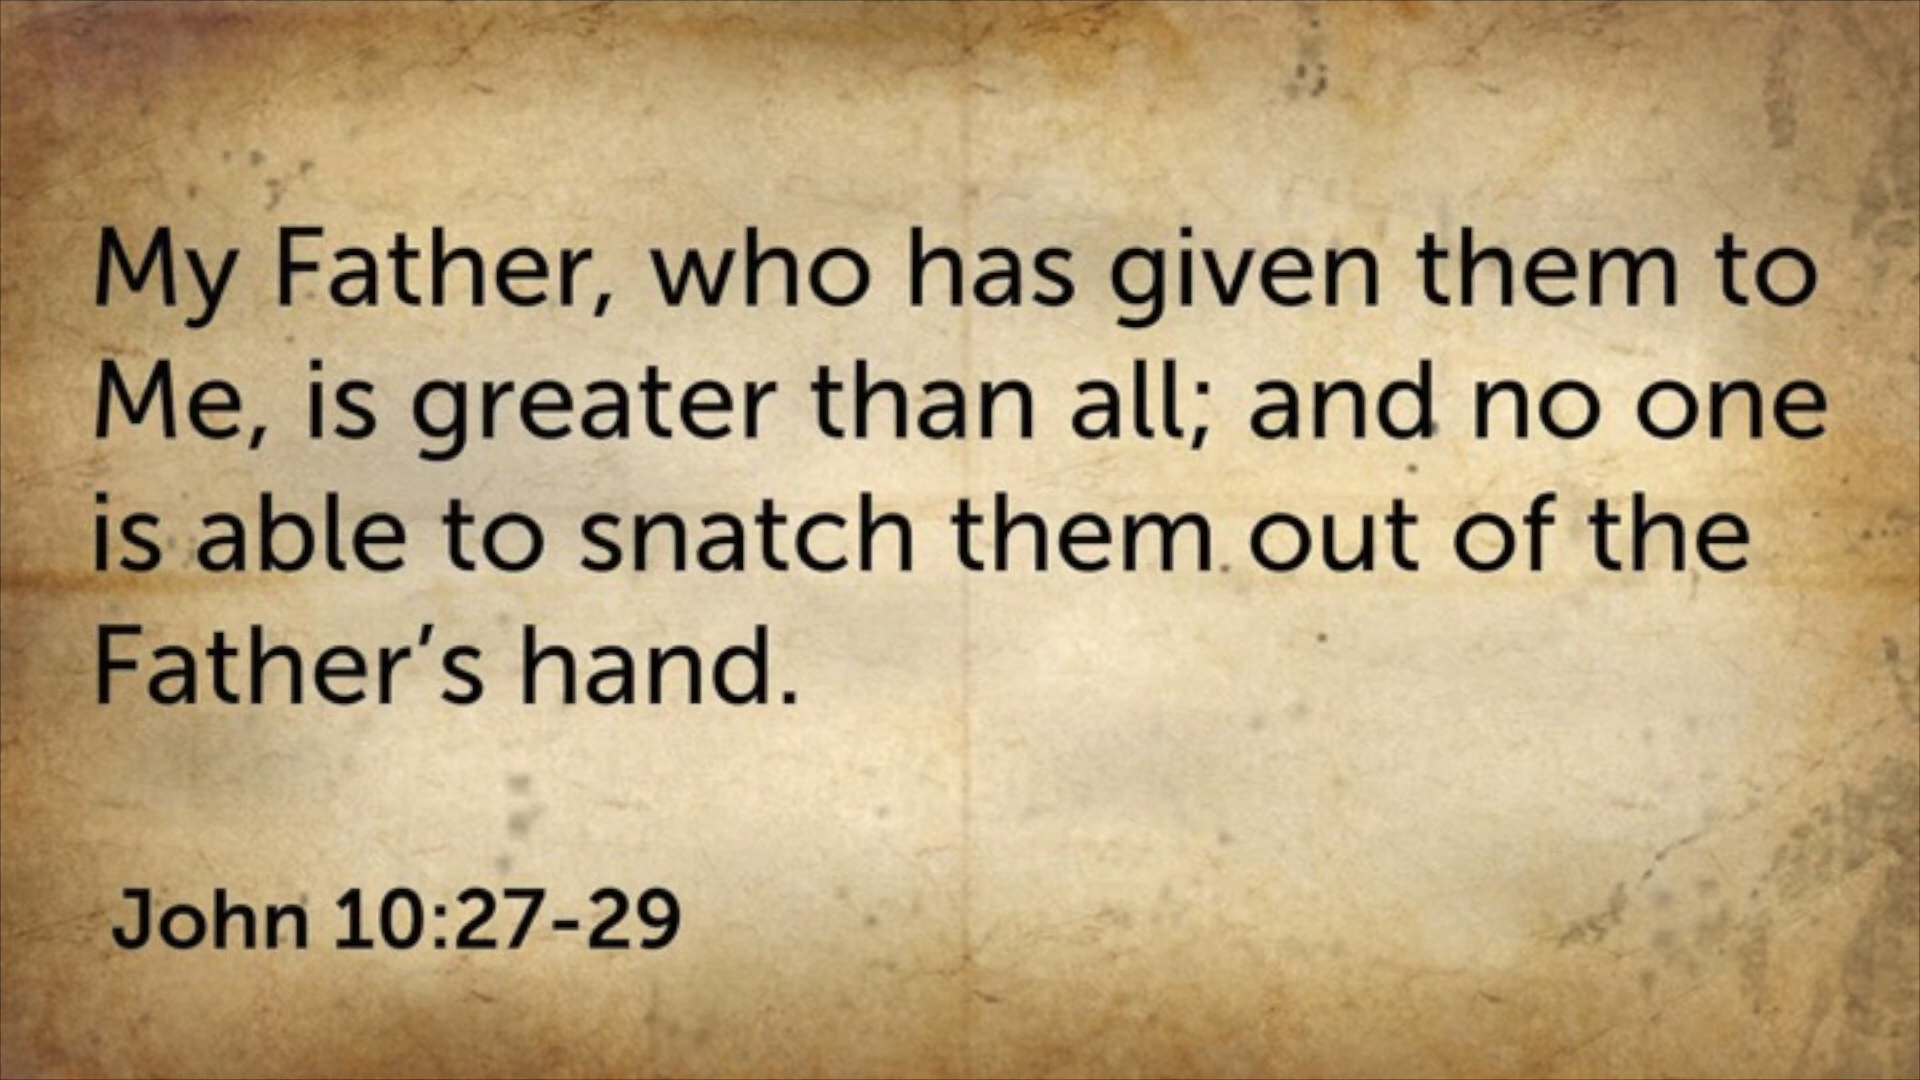 My Father, who has given them to
Me, is greater than all; and no one
is able to snatch them out of the
Father’s hand.
John 10:27-29